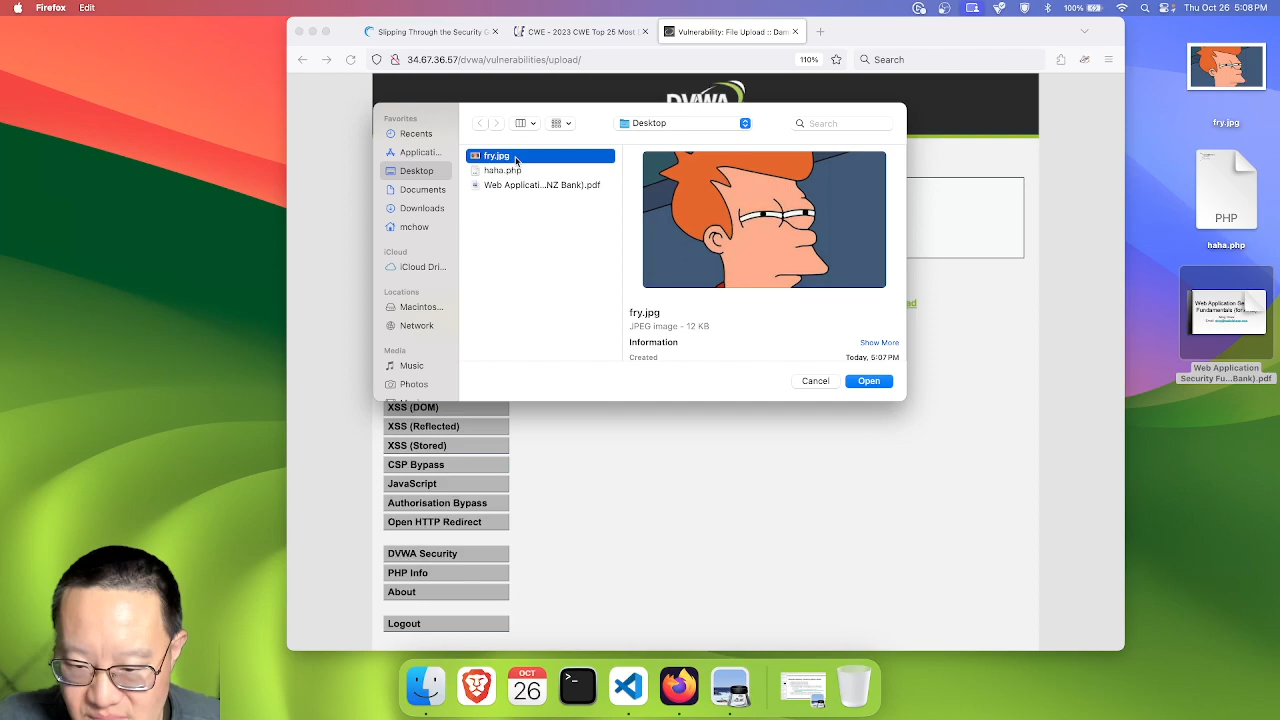 Firefox Edit
100% Thu Oct 26 5:08 PM
Slipping Through the Security G
CWE - 2023 CWE Top 25 Most D
Vulnerability: File Upload :: Dam
34.67.36.57/dvwa/vulnerabilities/upload/
110%
Search
DVWA
Favorites
Recents
Applicati...
Desktop
Documents
Downloads
mchow
iCloud
iCloud Dri...
Locations
Macintos...
Network
Media
Music
Photos
Desktop
Search
fry.jpg
haha.php
Web Applicati...NZ Bank).pdf
fry.jpg
JPEG image - 12 KB
Information
Show More
Created
Today, 5:07 PM
Cancel
Open
XSS (DOM)
XSS (Reflected)
XSS (Stored)
CSP Bypass
JavaScript
Authorisation Bypass
Open HTTP Redirect
DVWA Security
PHP Info
About
Logout
fry.jpg
PHP
haha.php
Web Application
Security Fu...Bank).pdf
OCT
26